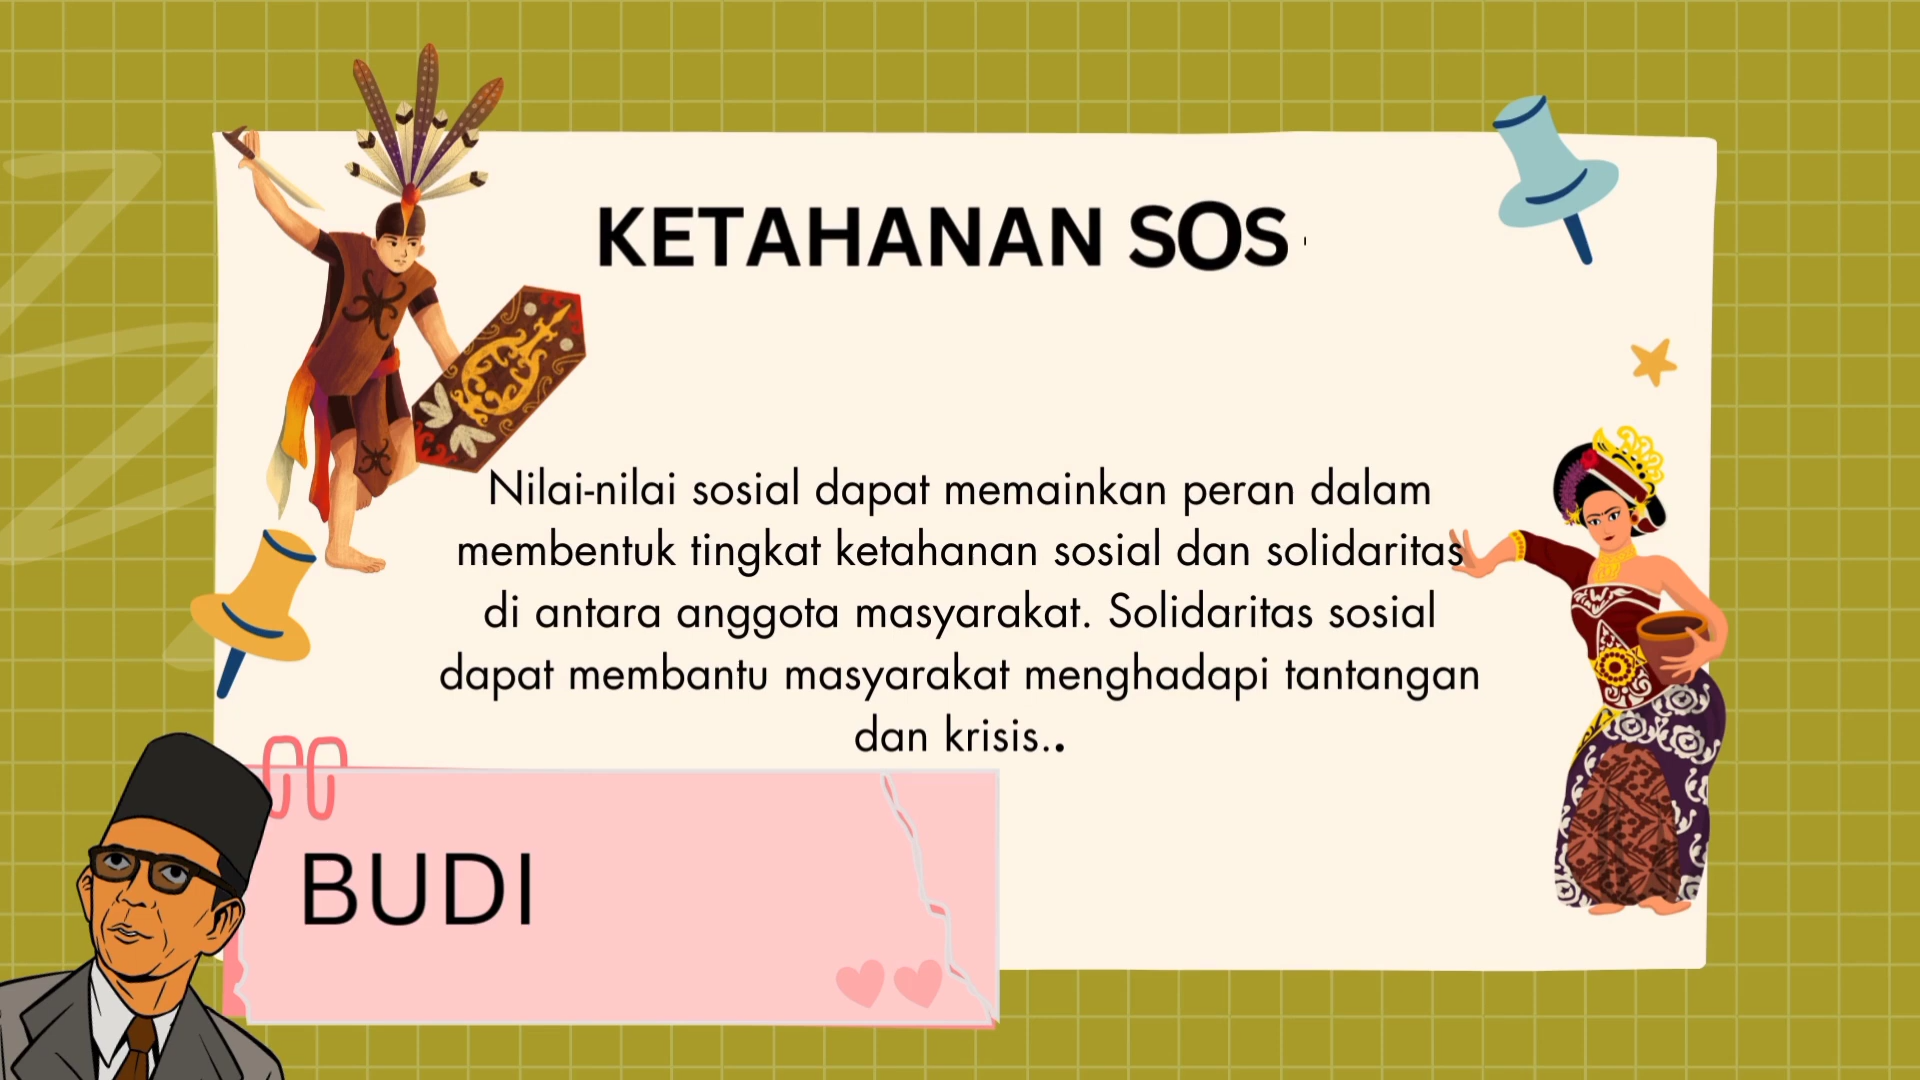 KETAHANAN SOS
Nilai-nilai sosial dapat memainkan peran dalam
membentuk tingkat ketahanan sosial dan solidaritas
di antara anggota masyarakat. Solidaritas sosial
dapat membantu masyarakat menghadapi tantangan
dan krisis..
BUDI